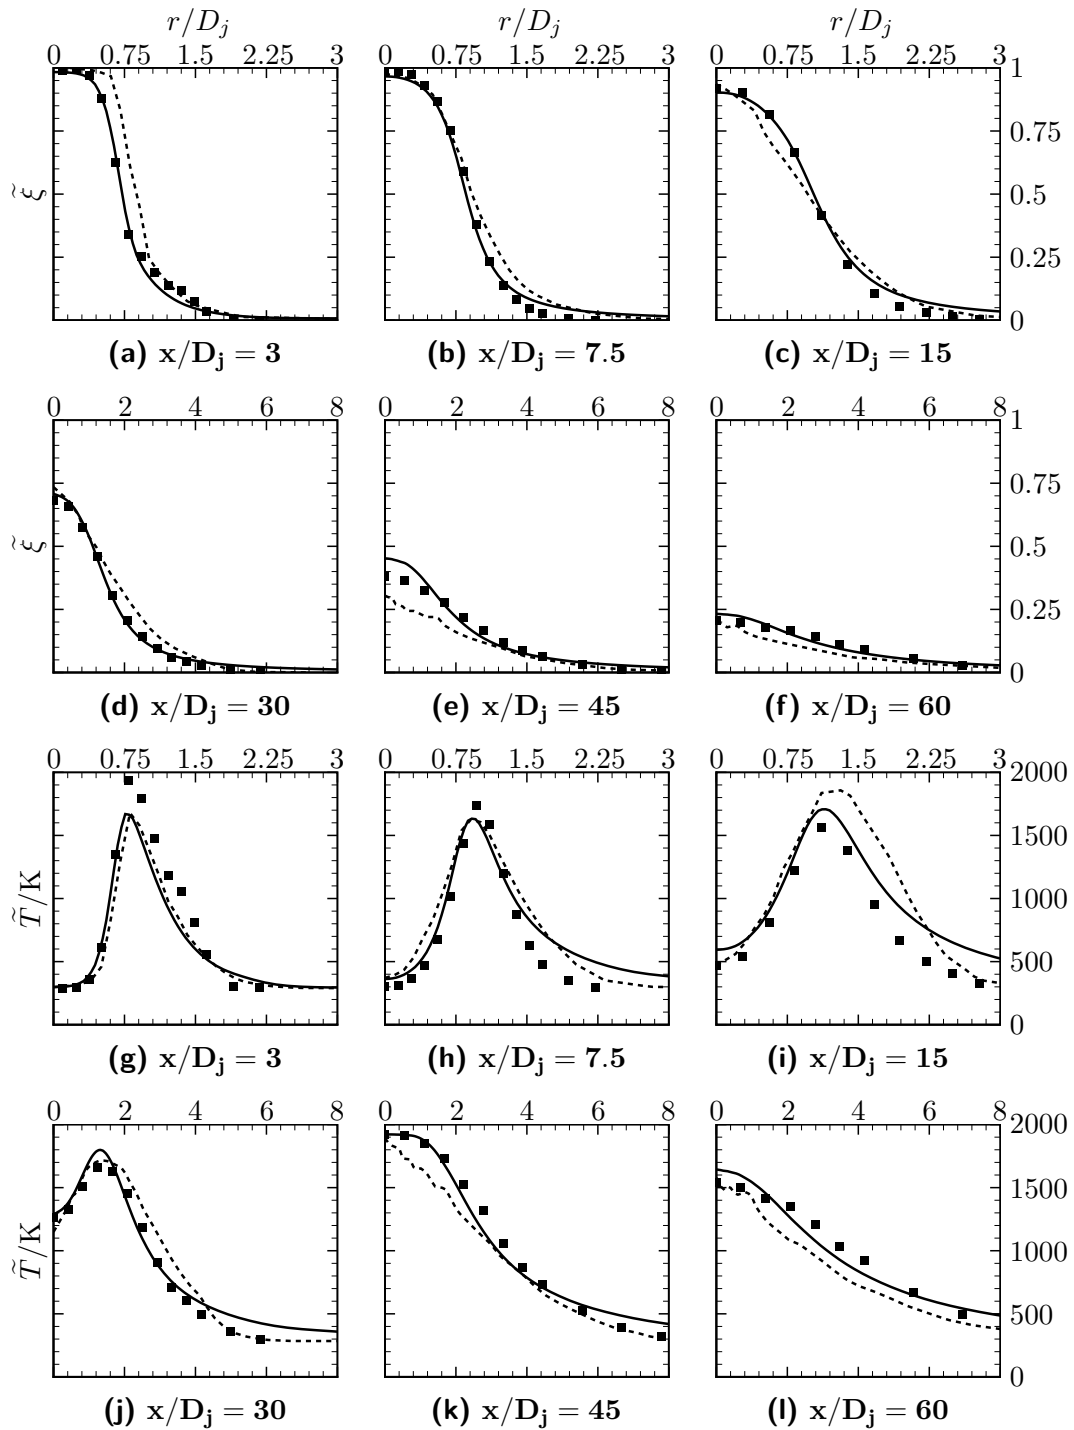 r/D_j r/D_j r/D_j
0 0.75 1.5 2.25 3 0 0.75 1.5 2.25 3 0 0.75 1.5 2.25 3
1
0.75
ξ̃ 0.5
0.25
0
(a) x/D_j = 3 (b) x/D_j = 7.5 (c) x/D_j = 15
0 2 4 6 8 0 2 4 6 8 0 2 4 6 8
1
0.75
ξ̃ 0.5
0.25
0
(d) x/D_j = 30 (e) x/D_j = 45 (f) x/D_j = 60
0 0.75 1.5 2.25 3 0 0.75 1.5 2.25 3 0 0.75 1.5 2.25 3
2000
1500
T̃/K 1000
500
0
(g) x/D_j = 3 (h) x/D_j = 7.5 (i) x/D_j = 15
0 2 4 6 8 0 2 4 6 8 0 2 4 6 8
2000
1500
T̃/K 1000
500
0
(j) x/D_j = 30 (k) x/D_j = 45 (l) x/D_j = 60